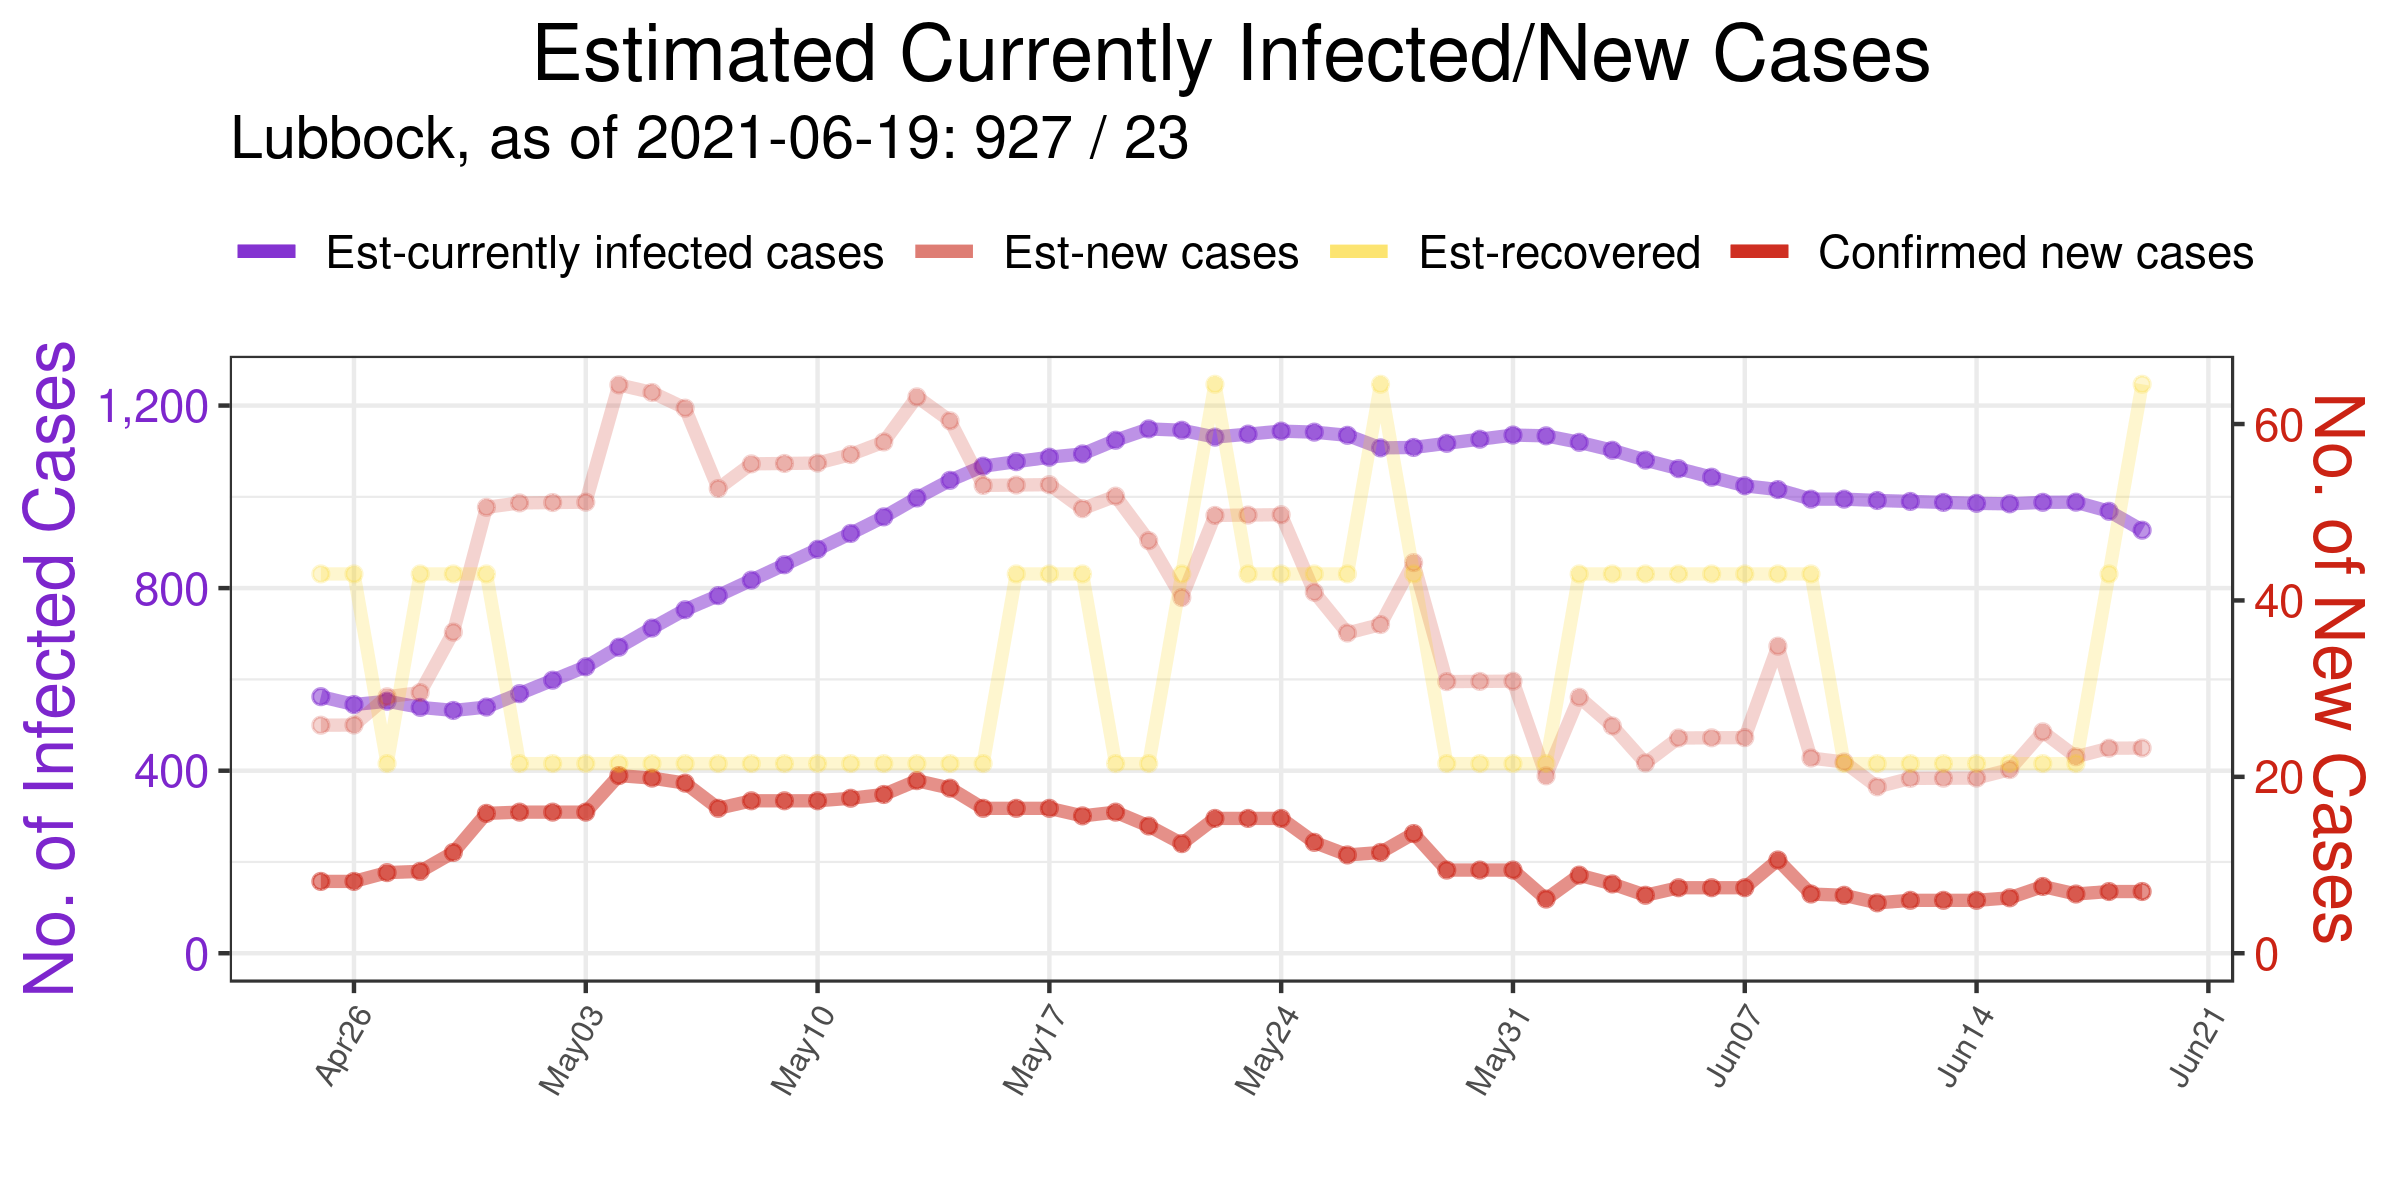 Estimated Currently Infected/New Cases
Lubbock, as of 2021-06-19: 927 / 23
Est-currently infected cases Est-new cases Est-recovered Confirmed new cases
No. of Infected Cases
1,200
800
400
0
60
40
20
0
No. of New Cases
Apr26 May03 May10 May17 May24 May31 Jun07 Jun14 Jun21